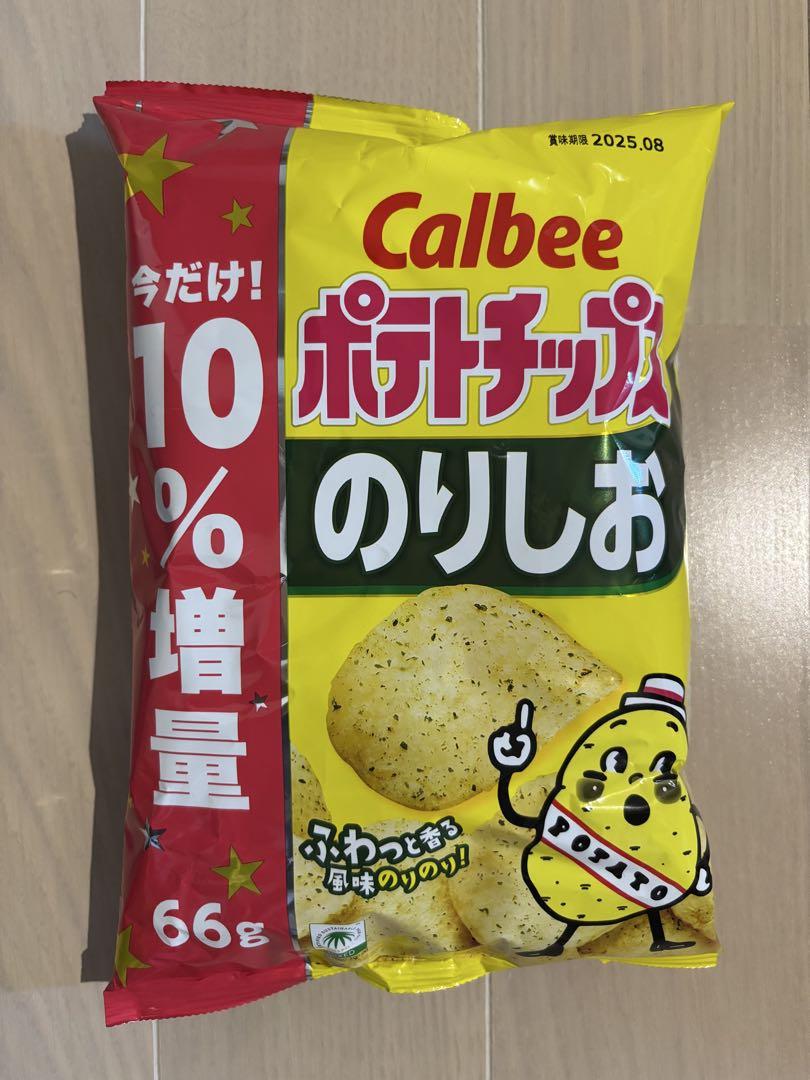 賞味期限 2025.08
Calbee
ポテトチップス
のりしお
今だけ!
10
%
増
量
66g
ふわっと香る
風味のりのり!
POTATO